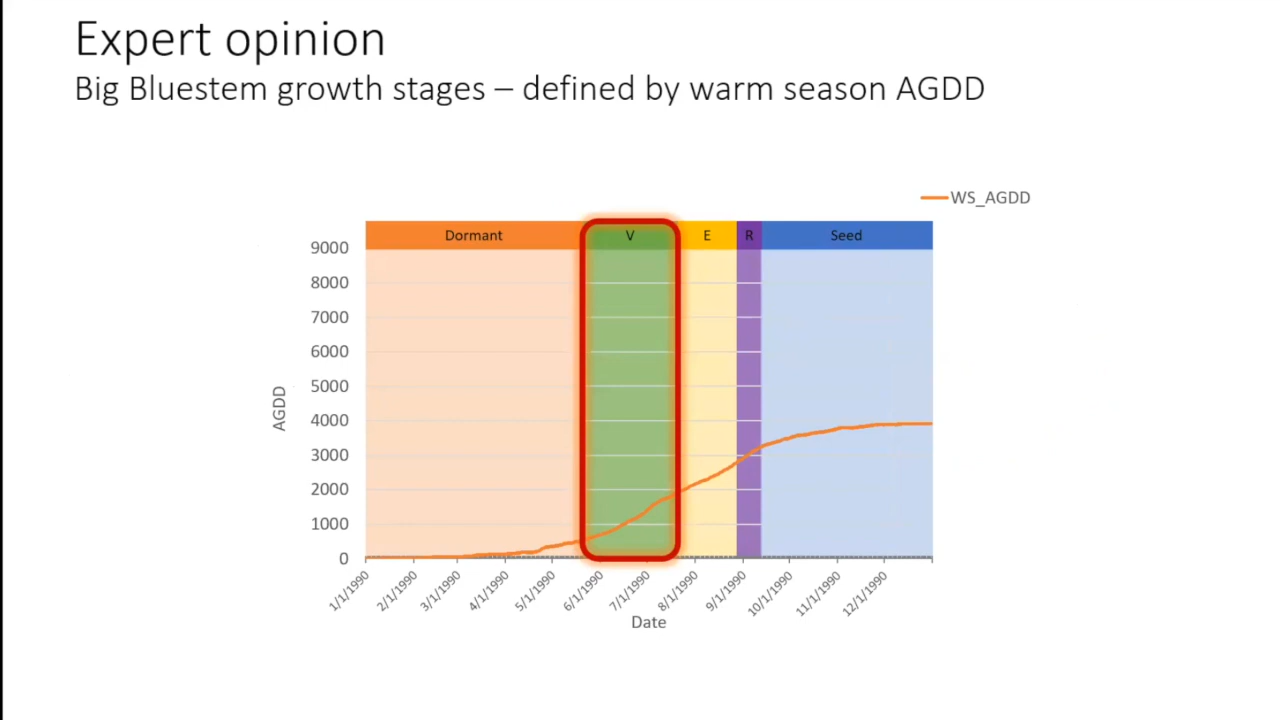 Expert opinion
Big Bluestem growth stages – defined by warm season AGDD
WS_AGDD
Dormant V E R Seed
9000
8000
7000
6000
5000
4000
3000
2000
1000
0
AGDD
1/1/1990 2/1/1990 3/1/1990 4/1/1990 5/1/1990 6/1/1990 7/1/1990 8/1/1990 9/1/1990 10/1/1990 11/1/1990 12/1/1990
Date